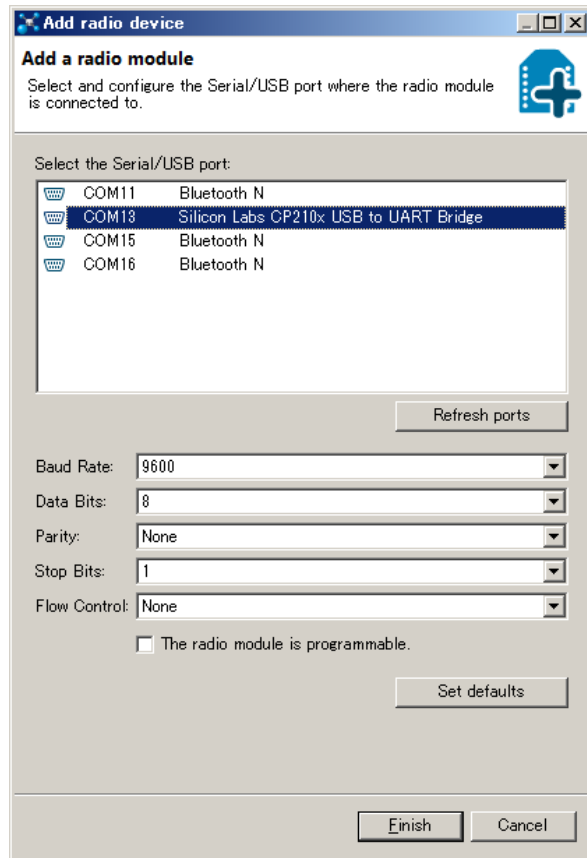 Add radio device
Add a radio module
Select and configure the Serial/USB port where the radio module
is connected to.
Select the Serial/USB port:
COM11 Bluetooth N
COM13 Silicon Labs CP210x USB to UART Bridge
COM15 Bluetooth N
COM16 Bluetooth N
Refresh ports
Baud Rate: 9600
Data Bits: 8
Parity: None
Stop Bits: 1
Flow Control: None
The radio module is programmable.
Set defaults
Finish Cancel